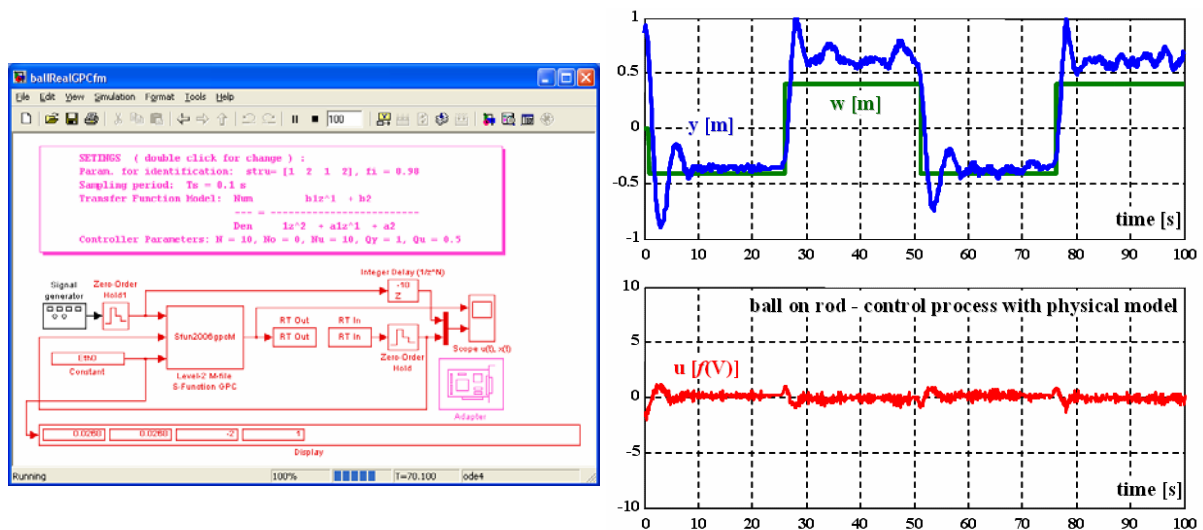 ballRealGPCfm
File Edit View Simulation Format Tools Help
100
SETINGS ( double click for change ) :
Param. for identification: stru= [1 2 1 2], fi = 0.98
Sampling period: Ts = 0.1 s
Transfer Function Model: Num b1z^1 + b2
--- = -------------------------
Den 1z^2 + a1z^1 + a2
Controller Parameters: N = 10, No = 0, Nu = 10, Qy = 1, Qu = 0.5
Signal generator
Zero-Order Hold1
Integer Delay (1/z^N)
-10
Z
Sfun2006gpcM
RT Out
RT Out
RT In
RT In
Eth0
Constant
Level-2 M-file
S-Function GPC
Zero-Order Hold
Scope u(t), x(t)
Adapter
0.0268 0.0268 -2 1
Display
Running 100% T=70.100 ode4
1
0.5
0
-0.5
-1
w [m]
y [m]
time [s]
0 10 20 30 40 50 60 70 80 90 100
10
5
0
-5
-10
ball on rod - control process with physical model
u [f(V)]
time [s]
0 10 20 30 40 50 60 70 80 90 100